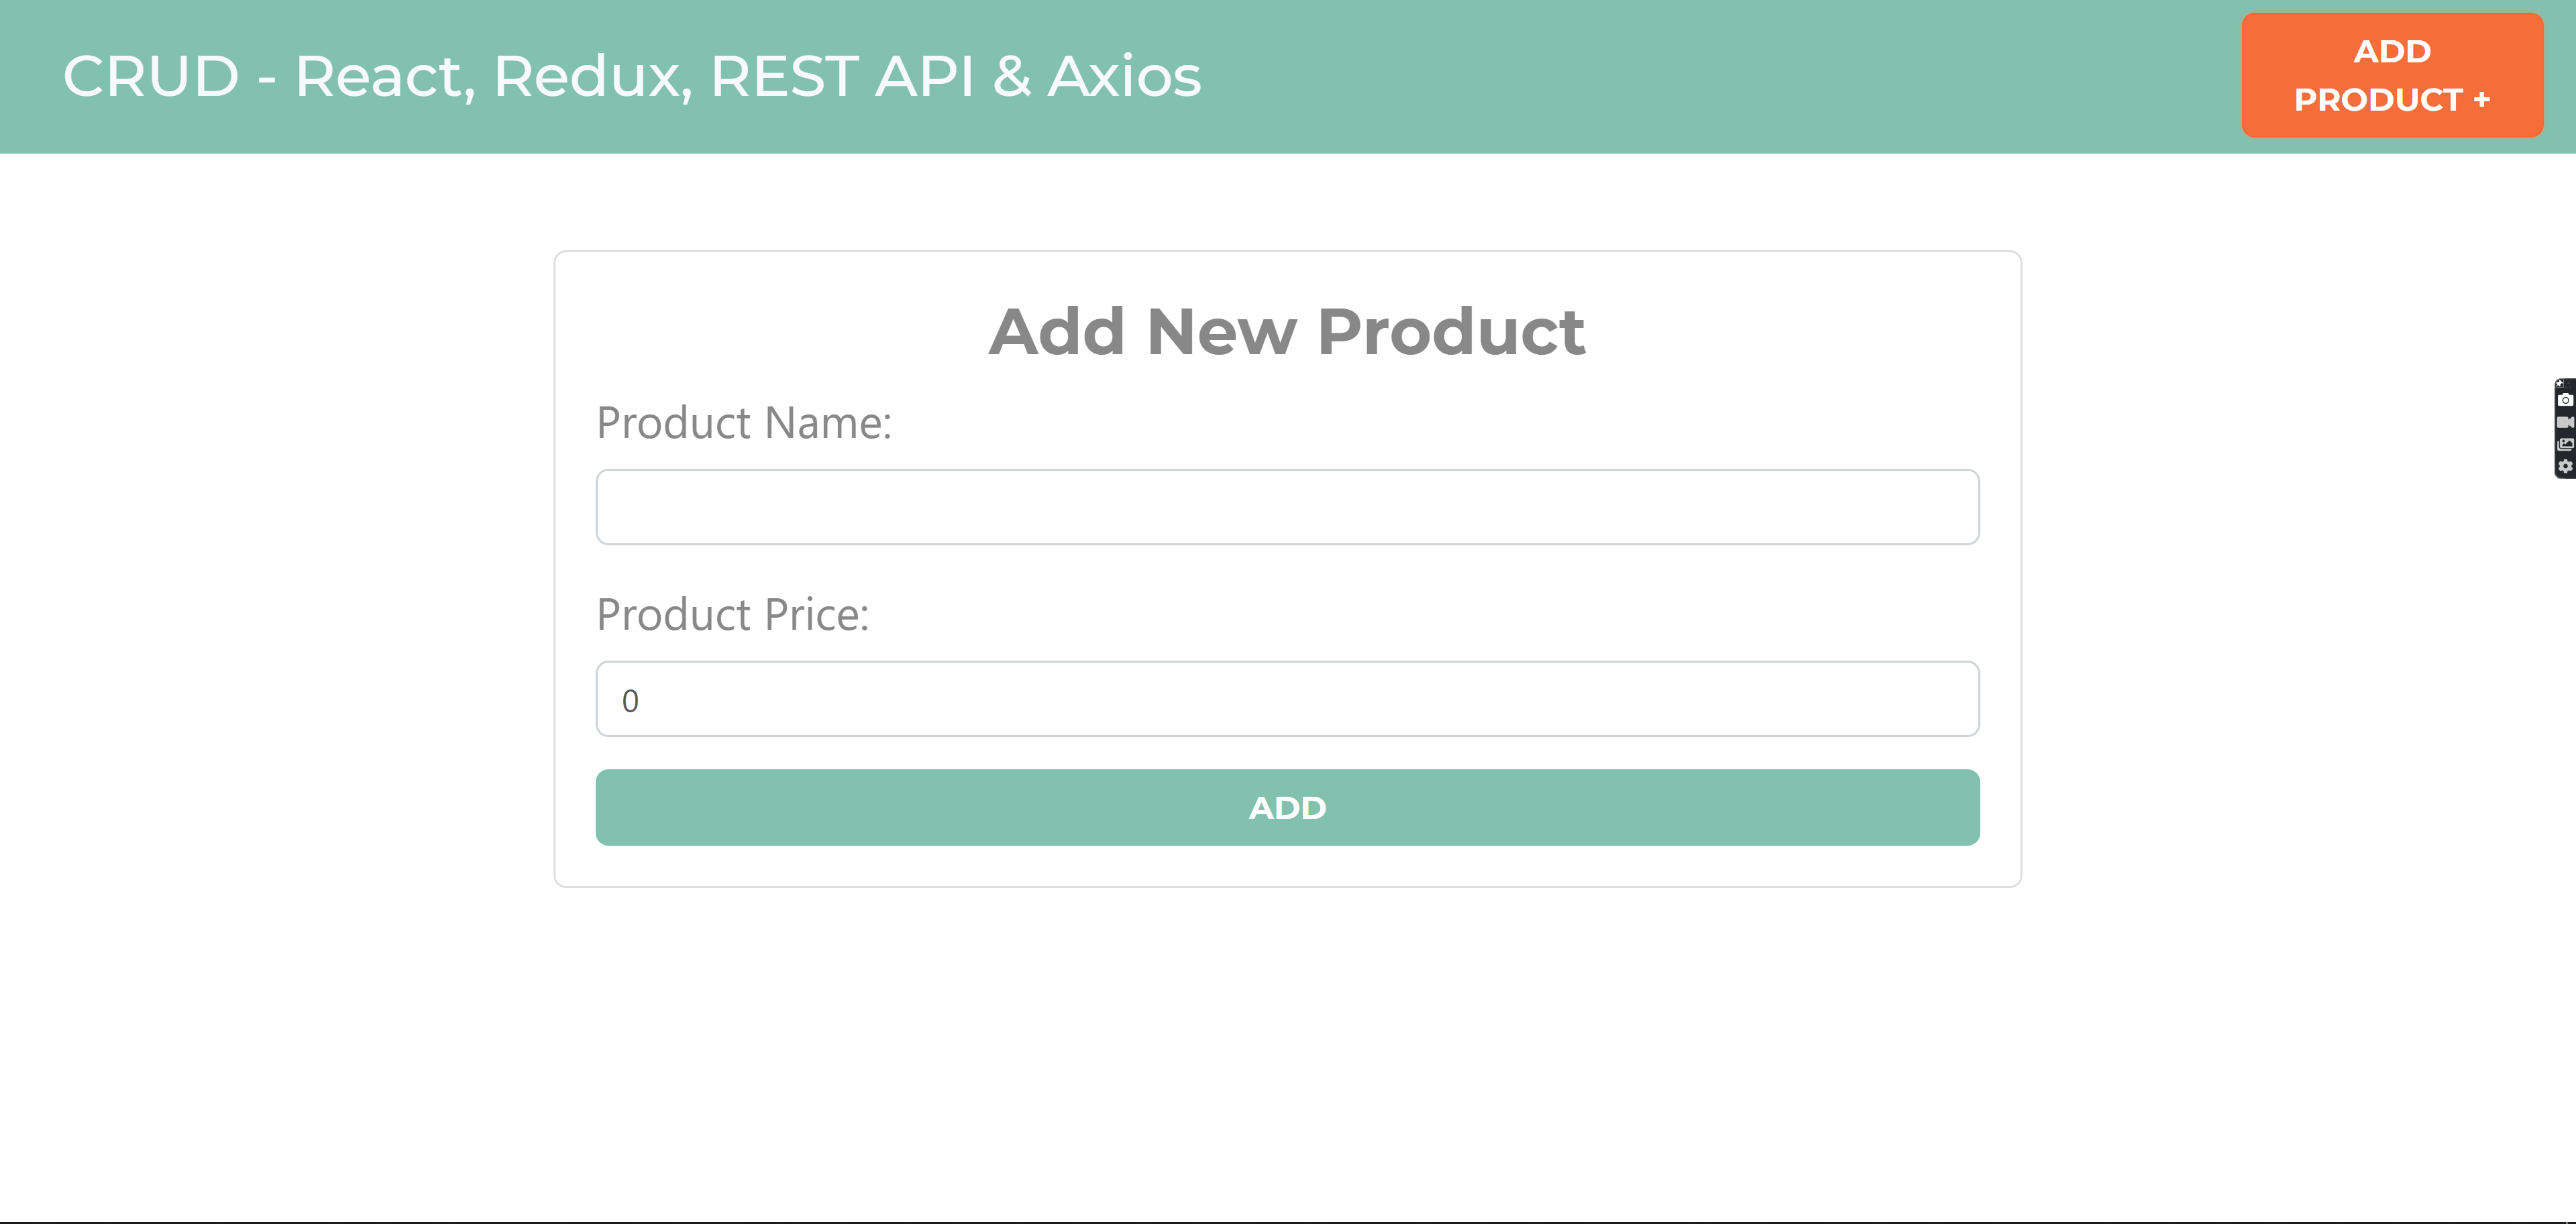 CRUD - React, Redux, REST API & Axios
ADD
PRODUCT +
Add New Product
Product Name:
Product Price:
0
ADD